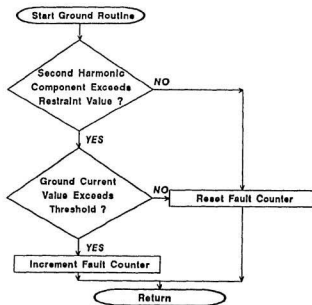 Start Ground Routine
Second Harmonic
Component Exceeds
Restraint Value ?
NO
YES
Ground Current
Value Exceeds
Threshold ?
NO
Reset Fault Counter
YES
Increment Fault Counter
Return